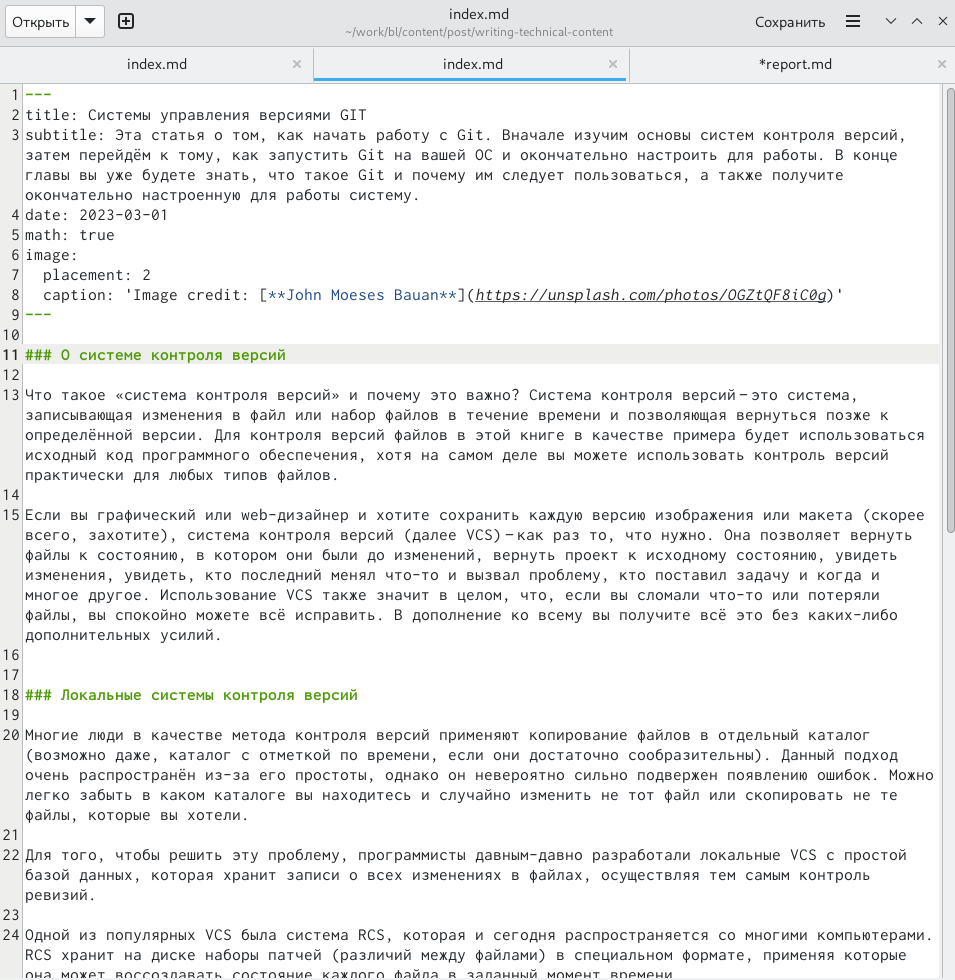 Открыть
index.md
~/work/bl/content/post/writing-technical-content
Сохранить
index.md
index.md
*report.md
1 ---
2 title: Системы управления версиями GIT
3 subtitle: Эта статья о том, как начать работу с Git. Вначале изучим основы систем контроля версий,
затем перейдём к тому, как запустить Git на вашей ОС и окончательно настроить для работы. В конце
главы вы уже будете знать, что такое Git и почему им следует пользоваться, а также получите
окончательно настроенную для работы систему.
4 date: 2023-03-01
5 math: true
6 image:
7 placement: 2
8 caption: 'Image credit: [**John Moeses Bauan**](https://unsplash.com/photos/OGZtQF8iC0g)'
9 ---
10
11 ### О системе контроля версий
12
13 Что такое «система контроля версий» и почему это важно? Система контроля версий — это система,
записывающая изменения в файл или набор файлов в течение времени и позволяющая вернуться позже к
определённой версии. Для контроля версий файлов в этой книге в качестве примера будет использоваться
исходный код программного обеспечения, хотя на самом деле вы можете использовать контроль версий
практически для любых типов файлов.
14
15 Если вы графический или web-дизайнер и хотите сохранить каждую версию изображения или макета (скорее
всего, захотите), система контроля версий (далее VCS) — как раз то, что нужно. Она позволяет вернуть
файлы к состоянию, в котором они были до изменений, вернуть проект к исходному состоянию, увидеть
изменения, увидеть, кто последний менял что-то и вызвал проблему, кто поставил задачу и когда и
многое другое. Использование VCS также значит в целом, что, если вы сломали что-то или потеряли
файлы, вы спокойно можете всё исправить. В дополнение ко всему вы получите всё это без каких-либо
дополнительных усилий.
16
17
18 ### Локальные системы контроля версий
19
20 Многие люди в качестве метода контроля версий применяют копирование файлов в отдельный каталог
(возможно даже, каталог с отметкой по времени, если они достаточно сообразительны). Данный подход
очень распространён из-за его простоты, однако он невероятно сильно подвержен появлению ошибок. Можно
легко забыть в каком каталоге вы находитесь и случайно изменить не тот файл или скопировать не те
файлы, которые вы хотели.
21
22 Для того, чтобы решить эту проблему, программисты давным-давно разработали локальные VCS с простой
базой данных, которая хранит записи о всех изменениях в файлах, осуществляя тем самым контроль
ревизий.
23
24 Одной из популярных VCS была система RCS, которая и сегодня распространяется со многими компьютерами.
RCS хранит на диске наборы патчей (различий между файлами) в специальном формате, применяя которые
она может воссоздавать состояние каждого файла в заданный момент времени.